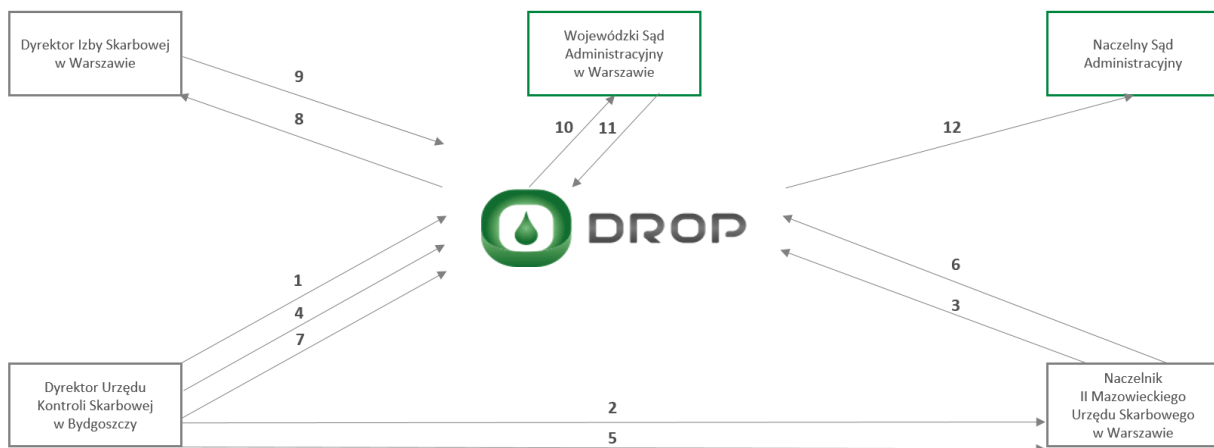 Dyrektor Izby Skarbowej
w Warszawie
Wojewódzki Sąd
Administracyjny
w Warszawie
Naczelny Sąd
Administracyjny
9
8
10
11
12
DROP
1
4
7
6
3
Dyrektor Urzędu
Kontroli Skarbowej
w Bydgoszczy
2
5
Naczelnik
II Mazowieckiego
Urzędu Skarbowego
w Warszawie